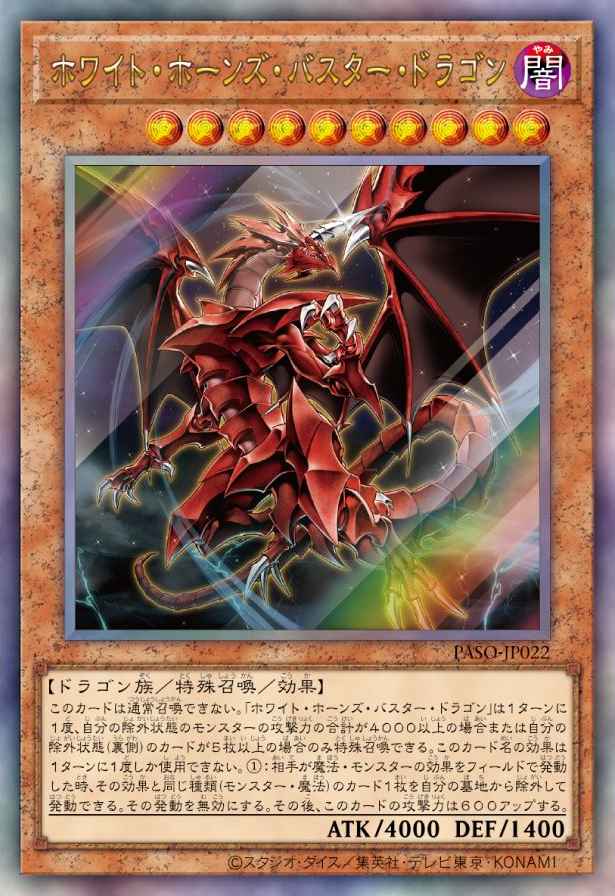 ホワイト・ホーンズ・バスター・ドラゴン
やみ
闇
PASO-JP022
【ドラゴン族／特殊召喚／効果】
このカードは通常召喚できない。「ホワイト・ホーンズ・バスター・ドラゴン」は1ターンに
1度、自分の除外状態のモンスターの攻撃力の合計が4000以上の場合または自分の
除外状態(裏側)のカードが5枚以上の場合のみ特殊召喚できる。このカード名の効果は
1ターンに1度しか使用できない。①：相手が魔法・モンスターの効果をフィールドで発動
した時、その効果と同じ種類(モンスター・魔法)のカード1枚を自分の墓地から除外して
発動できる。その発動を無効にする。その後、このカードの攻撃力は600アップする。
ATK/4000 DEF/1400
©スタジオ・ダイス／集英社・テレビ東京・KONAMI